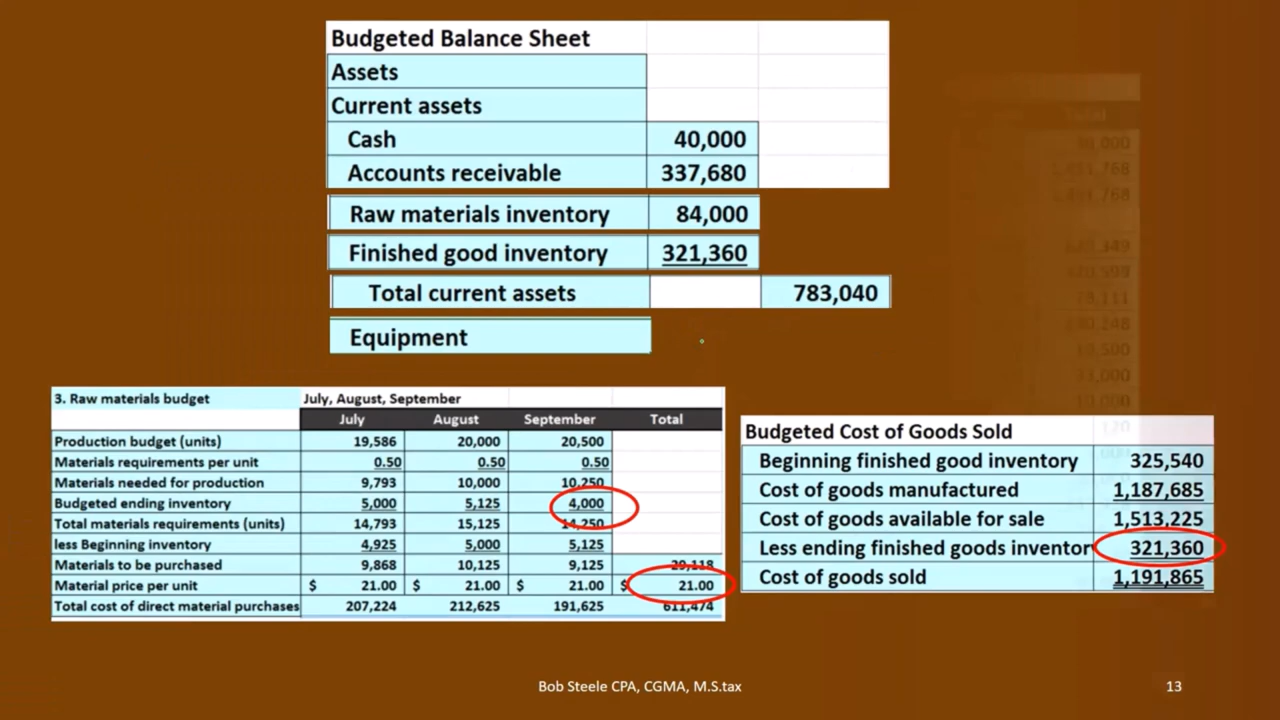 Budgeted Balance Sheet
Assets
Current assets
Cash 40,000
Accounts receivable 337,680
Raw materials inventory 84,000
Finished good inventory 321,360
Total current assets 783,040
Equipment
3. Raw materials budget July, August, September
July August September Total
Production budget (units) 19,586 20,000 20,500
Materials requirements per unit 0.50 0.50 0.50
Materials needed for production 9,793 10,000 10,250
Budgeted ending inventory 5,000 5,125 4,000
Total materials requirements (units) 14,793 15,125 14,250
less Beginning inventory 4,925 5,000 5,125
Materials to be purchased 9,868 10,125 9,125 29,118
Material price per unit $ 21.00 $ 21.00 $ 21.00 $ 21.00
Total cost of direct material purchases 207,224 212,625 191,625 611,474
Budgeted Cost of Goods Sold
Beginning finished good inventory 325,540
Cost of goods manufactured 1,187,685
Cost of goods available for sale 1,513,225
Less ending finished goods inventor 321,360
Cost of goods sold 1,191,865
Bob Steele CPA, CGMA, M.S.tax
13